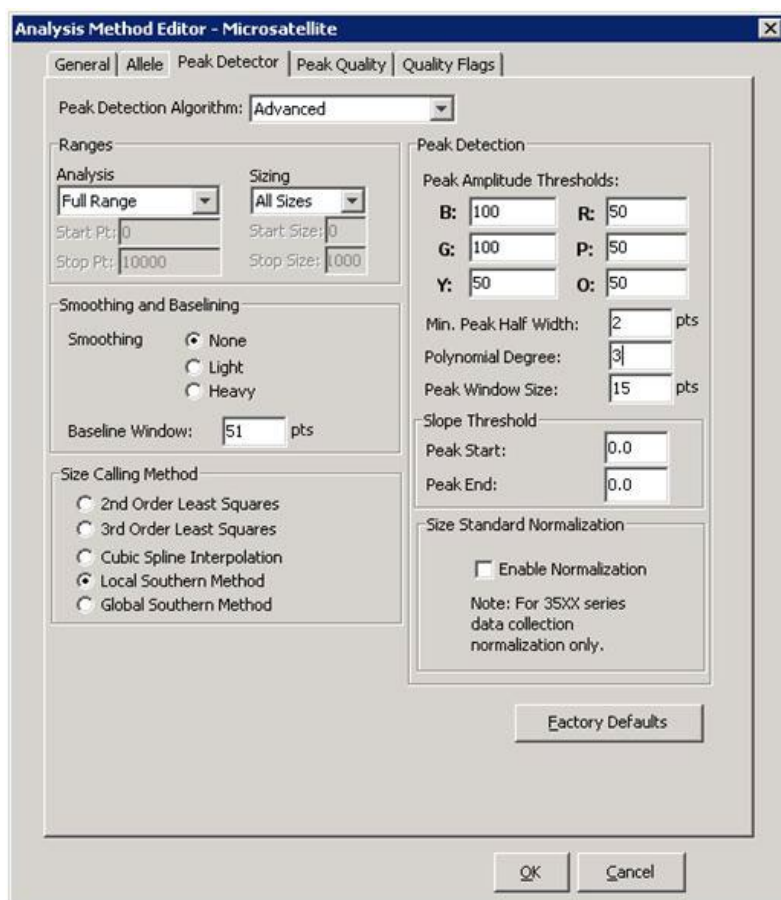 Analysis Method Editor - Microsatellite
General Allele Peak Detector Peak Quality Quality Flags
Peak Detection Algorithm: Advanced
Ranges
Analysis
Full Range
Start Pt: 0
Stop Pt: 10000
Sizing
All Sizes
Start Size: 0
Stop Size: 1000
Smoothing and Baselining
Smoothing
None
Light
Heavy
Baseline Window: 51 pts
Size Calling Method
2nd Order Least Squares
3rd Order Least Squares
Cubic Spline Interpolation
Local Southern Method
Global Southern Method
Peak Detection
Peak Amplitude Thresholds:
B: 100 R: 50
G: 100 P: 50
Y: 50 O: 50
Min. Peak Half Width: 2 pts
Polynomial Degree: 3
Peak Window Size: 15 pts
Slope Threshold
Peak Start: 0.0
Peak End: 0.0
Size Standard Normalization
Enable Normalization
Note: For 35XX series
data collection
normalization only.
Factory Defaults
OK Cancel